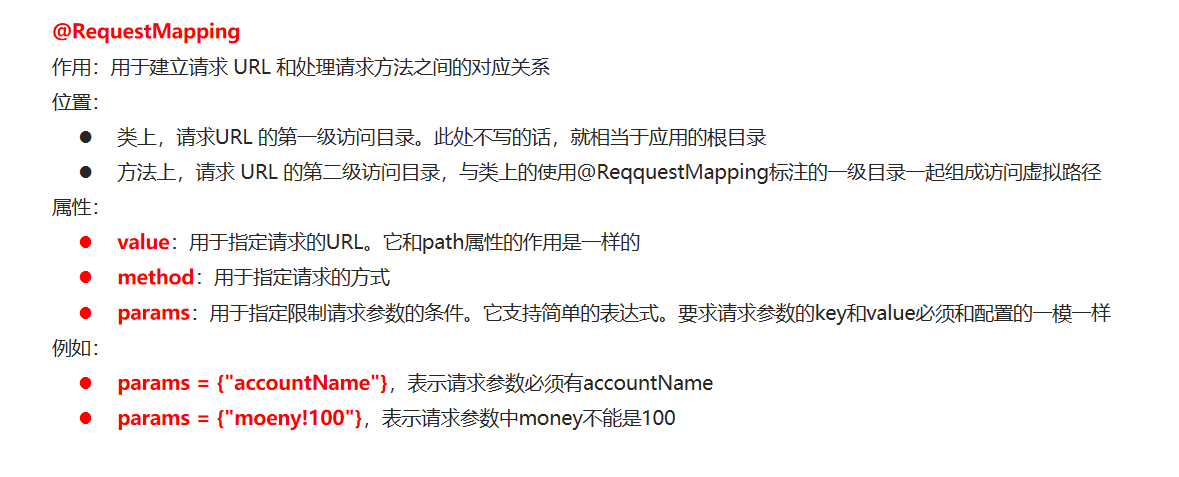 @RequestMapping
作用：用于建立请求 URL 和处理请求方法之间的对应关系
位置：
● 类上，请求URL 的第一级访问目录。此处不写的话，就相当于应用的根目录
● 方法上，请求 URL 的第二级访问目录，与类上的使用@ReqquestMapping标注的一级目录一起组成访问虚拟路径
属性：
● value：用于指定请求的URL。它和path属性的作用是一样的
● method：用于指定请求的方式
● params：用于指定限制请求参数的条件。它支持简单的表达式。要求请求参数的key和value必须和配置的一模一样
例如：
● params = {"accountName"}，表示请求参数必须有accountName
● params = {"moeny!100"}，表示请求参数中money不能是100